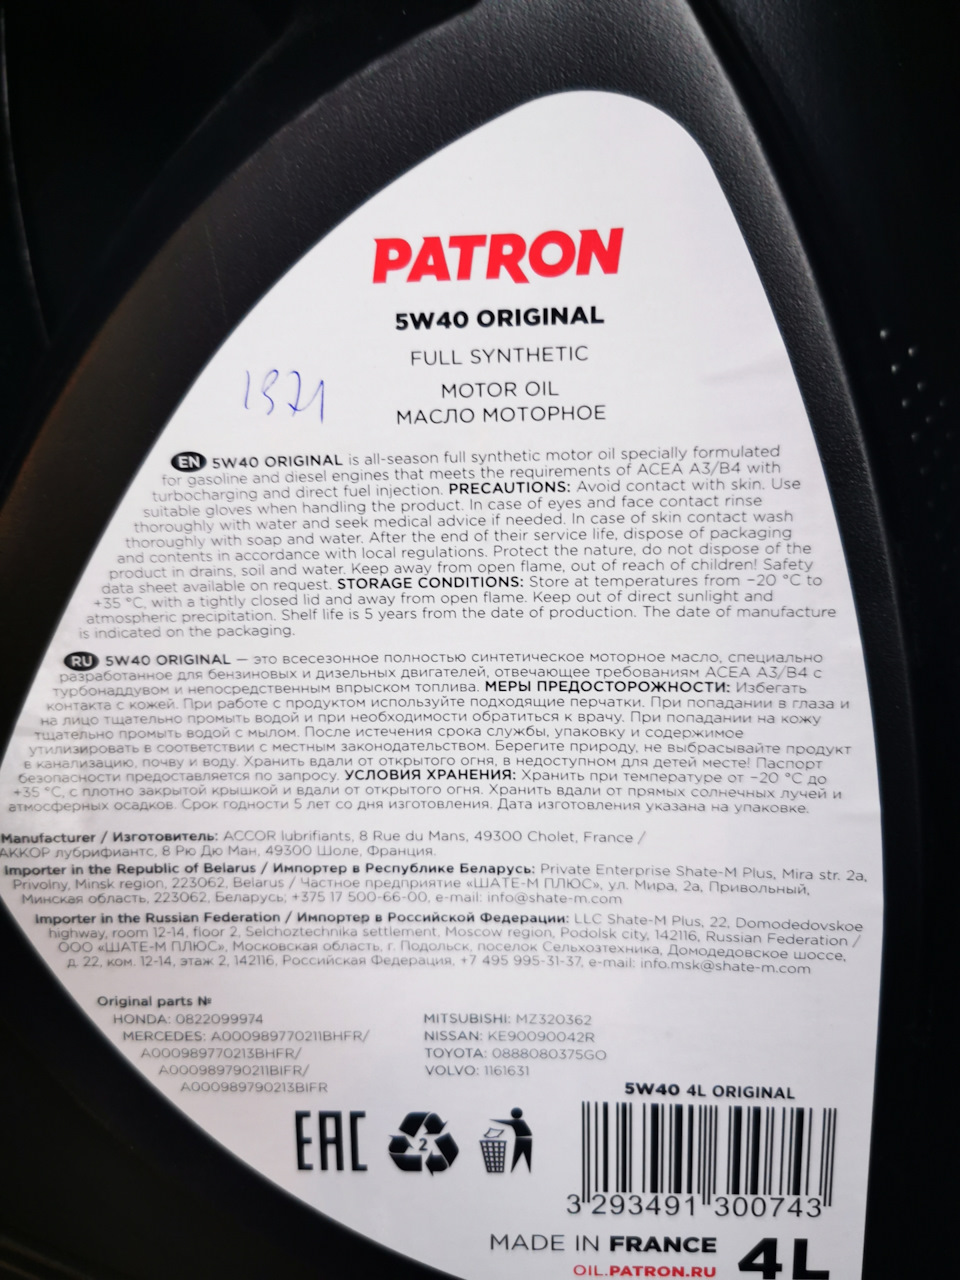 PATRON
5W40 ORIGINAL
FULL SYNTHETIC
1371
MOTOR OIL
МАСЛО МОТОРНОЕ
EN 5W40 ORIGINAL is all-season full synthetic motor oil specially formulated
for gasoline and diesel engines that meets the requirements of ACEA A3/B4 with
turbocharging and direct fuel injection. PRECAUTIONS: Avoid contact with skin. Use
suitable gloves when handling the product. In case of eyes and face contact rinse
thoroughly with water and seek medical advice if needed. In case of skin contact wash
thoroughly with soap and water. After the end of their service life, dispose of packaging
and contents in accordance with local regulations. Protect the nature, do not dispose of the
product in drains, soil and water. Keep away from open flame, out of reach of children! Safety
data sheet available on request. STORAGE CONDITIONS: Store at temperatures from −20 °C to
+35 °C, with a tightly closed lid and away from open flame. Keep out of direct sunlight and
atmospheric precipitation. Shelf life is 5 years from the date of production. The date of manufacture
is indicated on the packaging.
RU 5W40 ORIGINAL — это всесезонное полностью синтетическое моторное масло, специально
разработанное для бензиновых и дизельных двигателей, отвечающее требованиям ACEA A3/B4 с
турбонаддувом и непосредственным впрыском топлива. МЕРЫ ПРЕДОСТОРОЖНОСТИ: Избегать
контакта с кожей. При работе с продуктом используйте подходящие перчатки. При попадании в глаза и
на лицо тщательно промыть водой и при необходимости обратиться к врачу. При попадании на кожу
тщательно промыть водой с мылом. После истечения срока службы, упаковку и содержимое
утилизировать в соответствии с местным законодательством. Берегите природу, не выбрасывайте продукт
в канализацию, почву и воду. Хранить вдали от открытого огня, в недоступном для детей месте! Паспорт
безопасности предоставляется по запросу. УСЛОВИЯ ХРАНЕНИЯ: Хранить при температуре от −20 °C до
+35 °C, с плотно закрытой крышкой и вдали от открытого огня. Хранить вдали от прямых солнечных лучей и
атмосферных осадков. Срок годности 5 лет со дня изготовления. Дата изготовления указана на упаковке.
Manufacturer / Изготовитель: ACCOR lubrifiants, 8 Rue du Mans, 49300 Cholet, France /
АККОР лубрифиантс, 8 Рю Дю Ман, 49300 Шоле, Франция.
Importer in the Republic of Belarus / Импортер в Республике Беларусь: Private Enterprise Shate-M Plus, Mira str. 2a,
Privolny, Minsk region, 223062, Belarus / Частное предприятие «ШАТЕ-М ПЛЮС», ул. Мира, 2а, Привольный,
Минская область, 223062, Беларусь, +375 17 500-66-00, e-mail: info@shate-m.com
Importer in the Russian Federation / Импортер в Российской Федерации: LLC Shate-M Plus, 22, Domodedovskoe
highway, room 12-14, floor 2, Selchoztechnika settlement, Moscow region, Podolsk city, 142116, Russian Federation /
ООО «ШАТЕ-М ПЛЮС», Московская область, г. Подольск, поселок Сельхозтехника, Домодедовское шоссе,
д. 22, ком. 12-14, этаж 2, 142116, Российская Федерация, +7 495 995-31-37, e-mail: info.msk@shate-m.com
Original parts №
HONDA: 0822099974
MERCEDES: A000989770211BHFR/
A000989770213BHFR/
A000989790211BIFR/
A000989790213BIFR
MITSUBISHI: MZ320362
NISSAN: KE90090042R
TOYOTA: 0888080375GO
VOLVO: 1161631
5W40 4L ORIGINAL
EAC
2
3 293491 300743
MADE IN FRANCE 4L
OIL.PATRON.RU